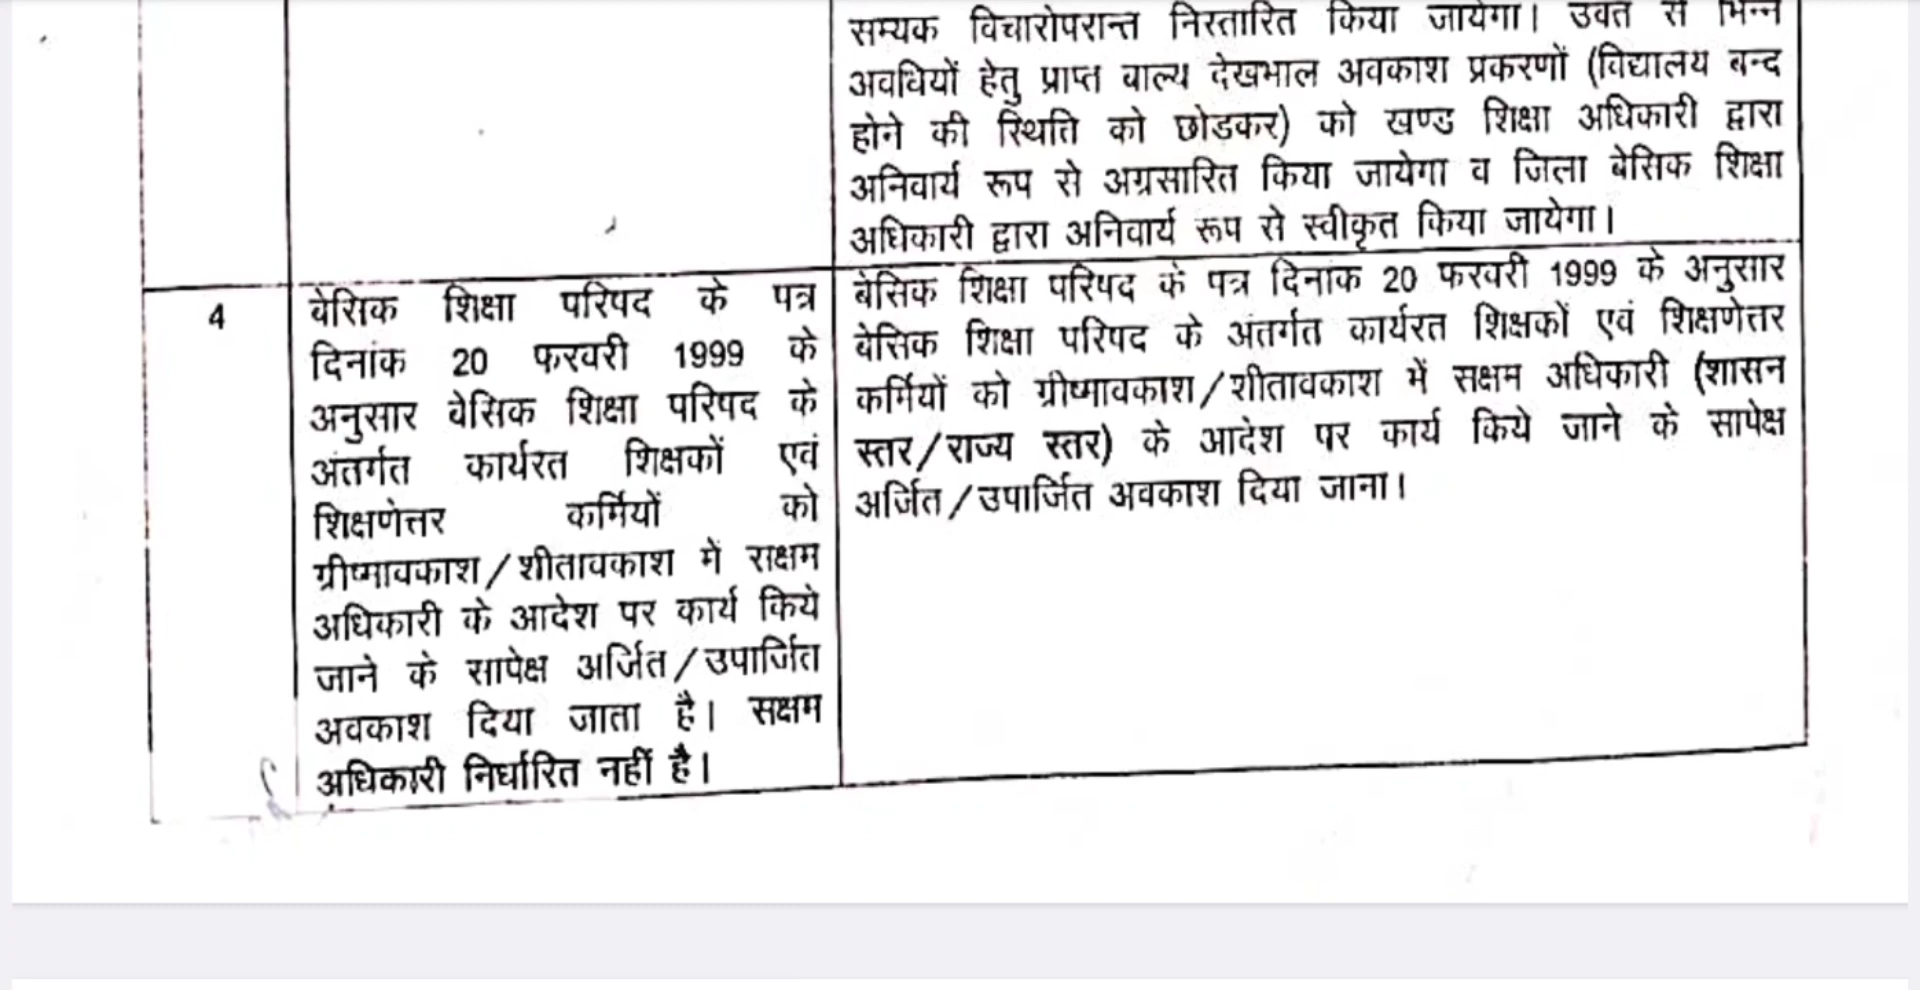 सम्यक विचारोपरान्त निस्तारित किया जायेगा। उक्त से भिन्न
अवधियों हेतु प्राप्त बाल्य देखभाल अवकाश प्रकरणों (विद्यालय बन्द
होने की स्थिति को छोडकर) को खण्ड शिक्षा अधिकारी द्वारा
अनिवार्य रूप से अग्रसारित किया जायेगा व जिला बेसिक शिक्षा
अधिकारी द्वारा अनिवार्य रूप से स्वीकृत किया जायेगा।
4
बेसिक शिक्षा परिषद के पत्र
दिनांक 20 फरवरी 1999 के
अनुसार बेसिक शिक्षा परिषद के
अंतर्गत कार्यरत शिक्षकों एवं
शिक्षणेत्तर कर्मियों को
ग्रीष्मावकाश/शीतावकाश में सक्षम
अधिकारी के आदेश पर कार्य किये
जाने के सापेक्ष अर्जित/उपार्जित
अवकाश दिया जाता है। सक्षम
अधिकारी निर्धारित नहीं है।
बेसिक शिक्षा परिषद के पत्र दिनांक 20 फरवरी 1999 के अनुसार
बेसिक शिक्षा परिषद के अंतर्गत कार्यरत शिक्षकों एवं शिक्षणेत्तर
कर्मियों को ग्रीष्मावकाश/शीतावकाश में सक्षम अधिकारी (शासन
स्तर/राज्य स्तर) के आदेश पर कार्य किये जाने के सापेक्ष
अर्जित/उपार्जित अवकाश दिया जाना।